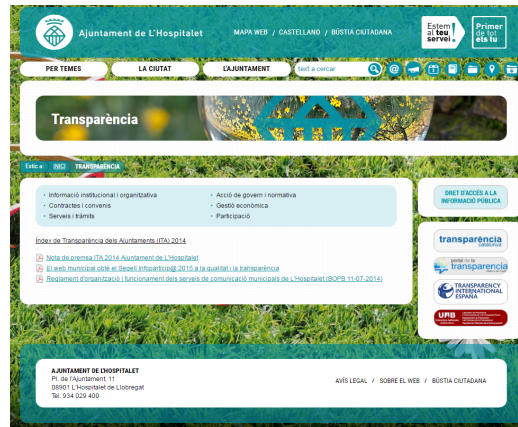 Ajuntament de L'Hospitalet
MAPA WEB / CASTELLANO / BÚSTIA CIUTADANA
Estem
al teu
servei!
Primer
de tot
ets tu
PER TEMES
LA CIUTAT
L'AJUNTAMENT
text a cercar
Transparència
Estic a: INICI TRANSPARÈNCIA
Informació institucional i organitzativa
Contractes i convenis
Serveis i tràmits
Acció de govern i normativa
Gestió econòmica
Participació
DRET D'ACCÉS A LA
INFORMACIÓ PÚBLICA
Índex de Transparència dels Ajuntaments (ITA) 2014
Nota de premsa ITA 2014 Ajuntament de L'Hospitalet
El web municipal obté el Segell Infoparticip@ 2015 a la qualitat i la transparència
Reglament d'organització i funcionament dels serveis de comunicació municipals de L'Hospitalet (BOPB 11-07-2014)
transparència
catalunya
portal de la
transparencia
TRANSPARENCY
INTERNATIONAL
ESPAÑA
UAB
AJUNTAMENT DE L'HOSPITALET
Pl. de l'Ajuntament, 11
08901 L'Hospitalet de Llobregat
Tel. 934 029 400
AVÍS LEGAL / SOBRE EL WEB / BÚSTIA CIUTADANA